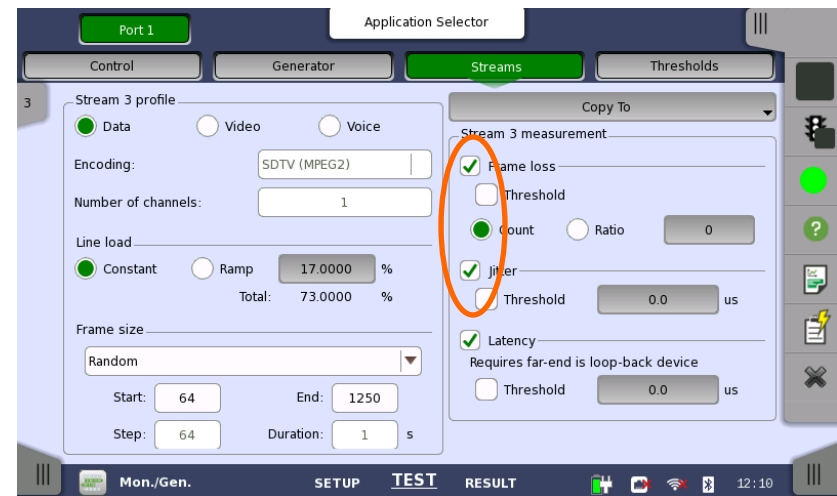 Port 1
Application Selector
Control Generator Streams Thresholds
3
Stream 3 profile
Data Video Voice
Encoding: SDTV (MPEG2)
Number of channels: 1
Line load
Constant Ramp 17.0000 %
Total: 73.0000 %
Frame size
Random
Start: 64 End: 1250
Step: 64 Duration: 1 s
Copy To
Stream 3 measurement
Frame loss
Threshold
Count Ratio 0
Jitter
Threshold 0.0 us
Latency
Requires far-end is loop-back device
Threshold 0.0 us
?
Mon./Gen. SETUP TEST RESULT 12:10